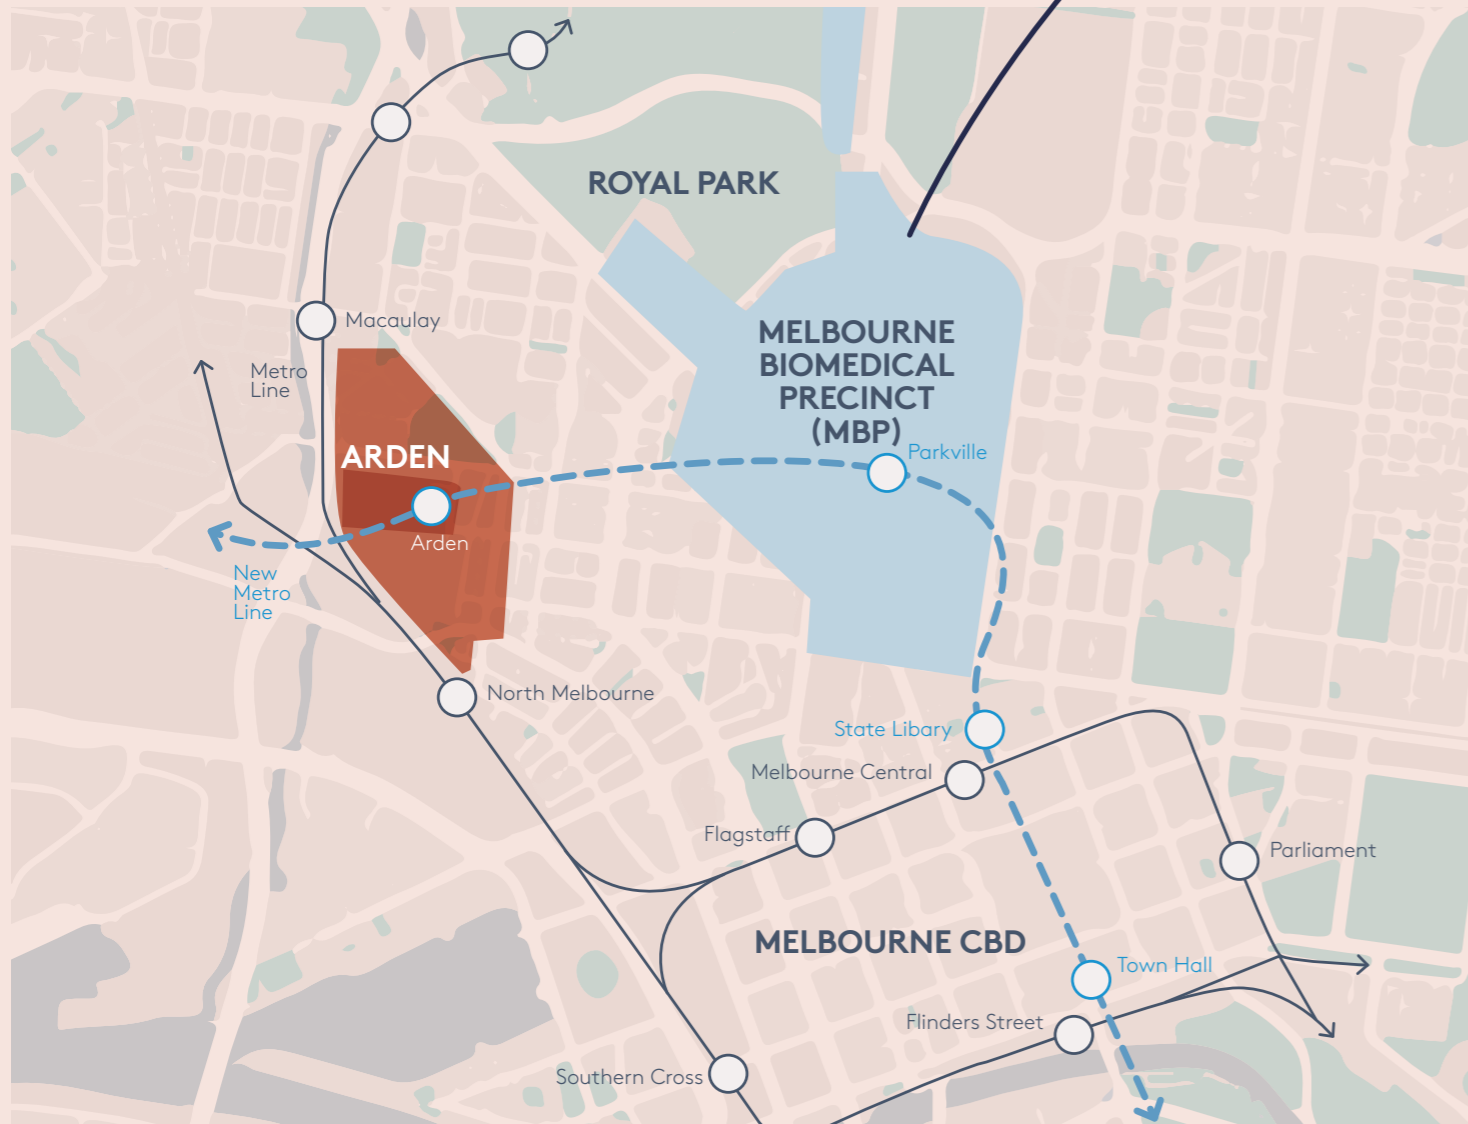 ROYAL PARK
Macaulay
MELBOURNE
BIOMEDICAL
PRECINCT
(MBP)
Metro
Line
ARDEN
Parkville
Arden
New
Metro
Line
North Melbourne
State Libary
Melbourne Central
Flagstaff
Parliament
MELBOURNE CBD
Town Hall
Flinders Street
Southern Cross